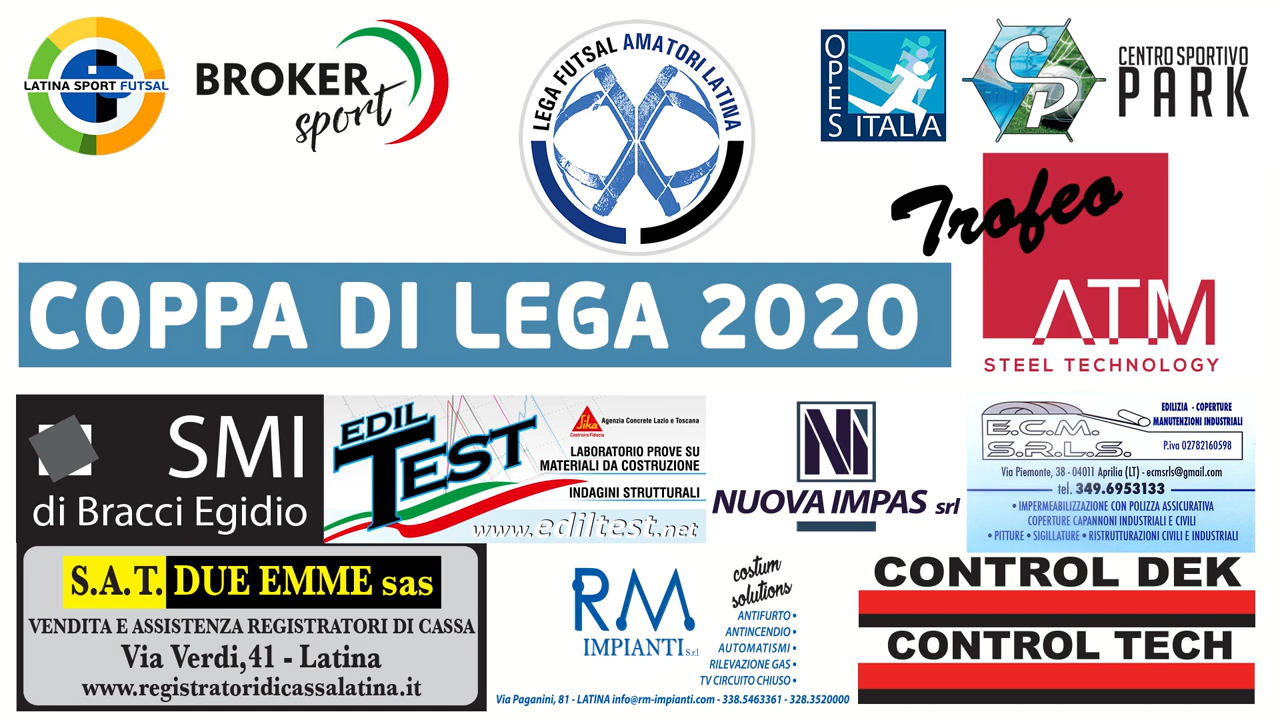 LATINA SPORT FUTSAL
BROKER
sport
LEGA FUTSAL AMATORI LATINA
OPES
ITALIA
CP
CENTRO SPORTIVO
PARK
Trofeo
ATM
STEEL TECHNOLOGY
COPPA DI LEGA 2020
SMI
di Bracci Egidio
EDIL
TEST
Sika
Costruire Fiducia
Agenzia Concrete Lazio e Toscana
LABORATORIO PROVE SU
MATERIALI DA COSTRUZIONE
INDAGINI STRUTTURALI
www.ediltest.net
NI
NUOVA IMPAS srl
E.C.M.
S.R.L.S.
EDILIZIA - COPERTURE
MANUTENZIONI INDUSTRIALI
P.iva 02782160598
Via Piemonte, 38 - 04011 Aprilia (LT) - ecmsrls@gmail.com
tel. 349.6953133
• IMPERMEABILIZZAZIONE CON POLIZZA ASSICURATIVA
COPERTURE CAPANNONI INDUSTRIALI E CIVILI
• PITTURE • SIGILLATURE • RISTRUTTURAZIONI CIVILI E INDUSTRIALI
S.A.T. DUE EMME sas
VENDITA E ASSISTENZA REGISTRATORI DI CASSA
Via Verdi,41 - Latina
www.registratoridicassalatina.it
RM
IMPIANTI S.r.l
costum
solutions
ANTIFURTO •
ANTINCENDIO •
AUTOMATISMI •
RILEVAZIONE GAS •
TV CIRCUITO CHIUSO •
Via Paganini, 81 - LATINA info@rm-impianti.com - 338.5463361 - 328.3520000
CONTROL DEK
CONTROL TECH